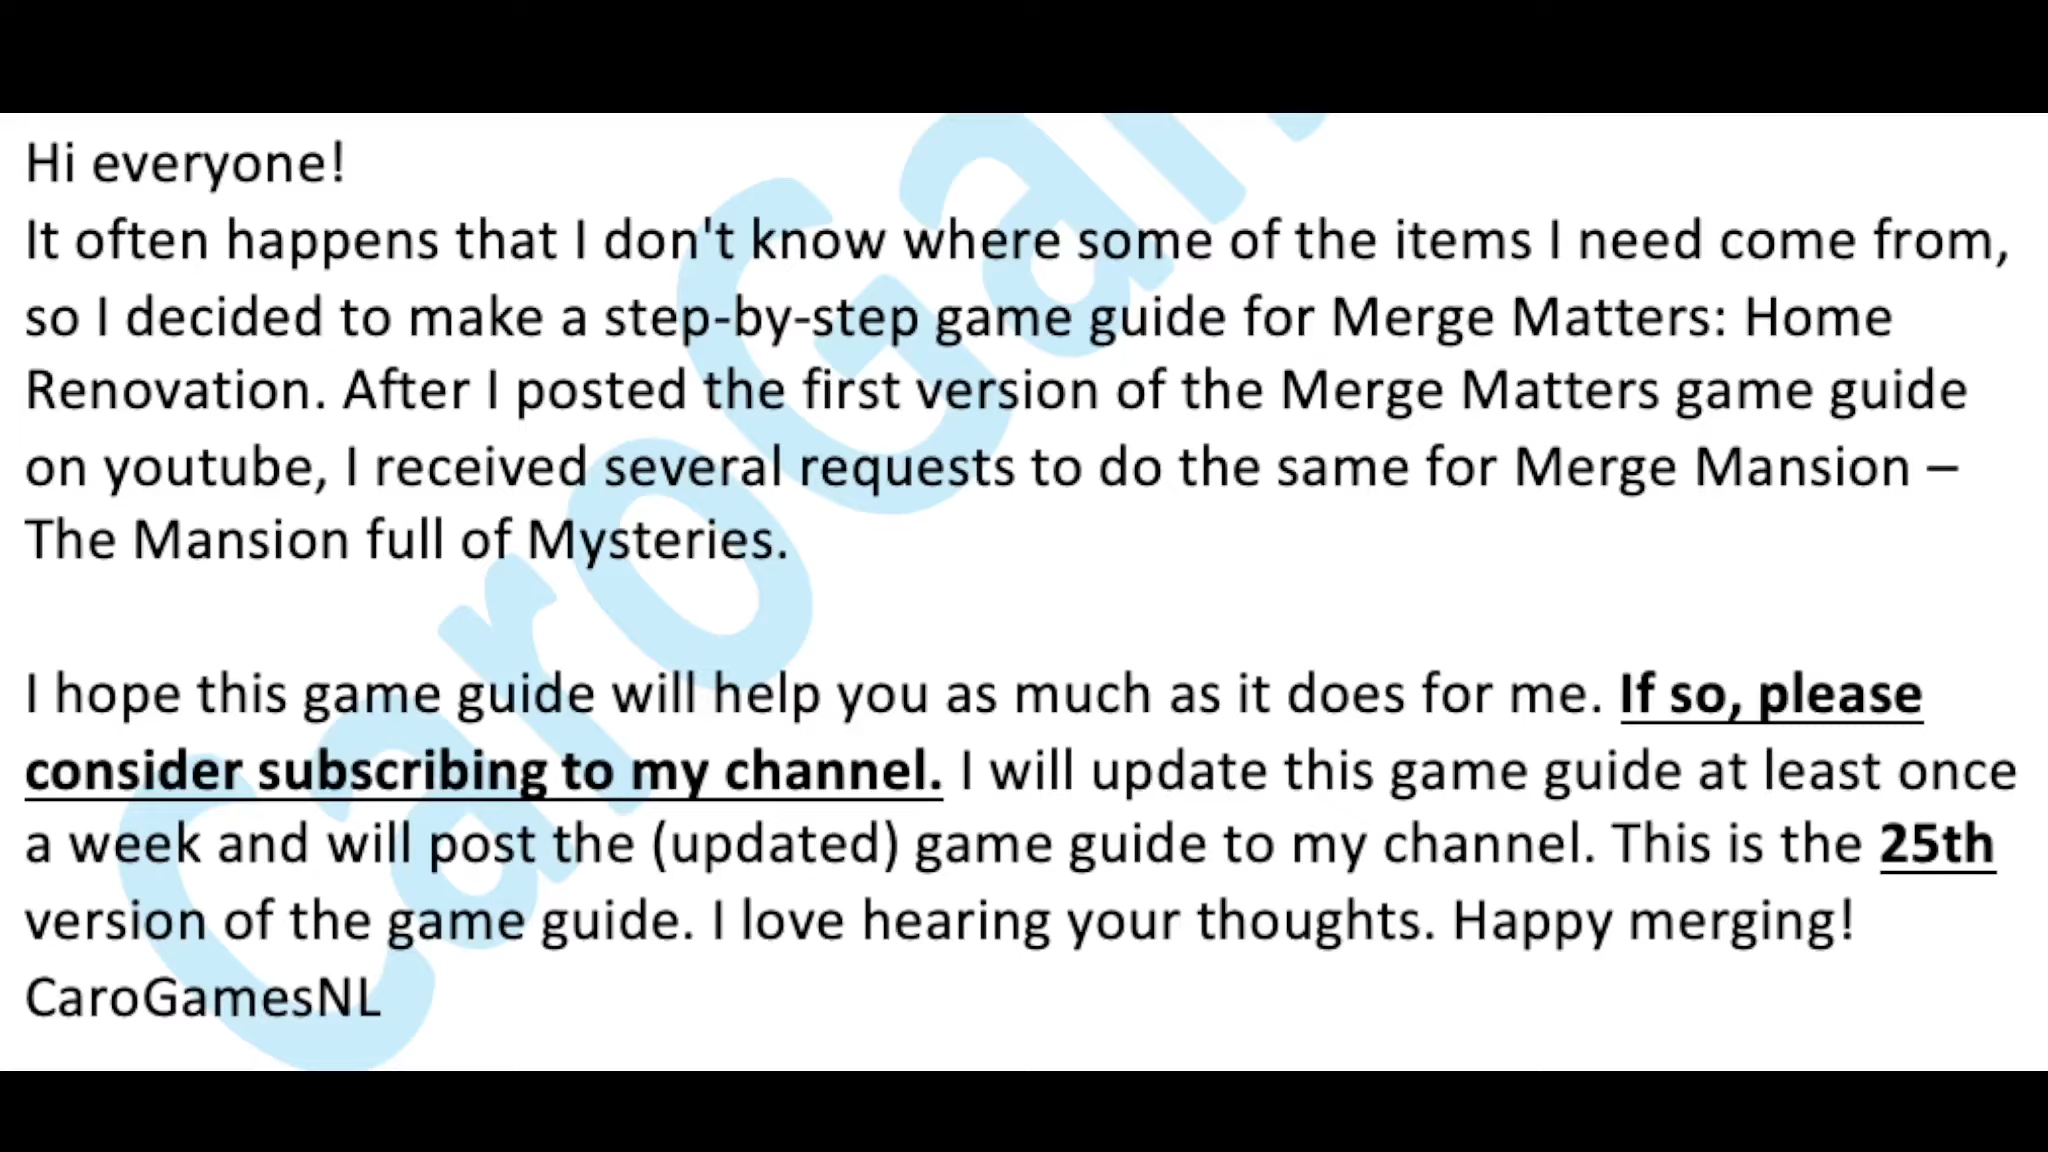 Hi everyone!
It often happens that I don't know where some of the items I need come from,
so I decided to make a step-by-step game guide for Merge Matters: Home
Renovation. After I posted the first version of the Merge Matters game guide
on youtube, I received several requests to do the same for Merge Mansion –
The Mansion full of Mysteries.
I hope this game guide will help you as much as it does for me. If so, please
consider subscribing to my channel. I will update this game guide at least once
a week and will post the (updated) game guide to my channel. This is the 25th
version of the game guide. I love hearing your thoughts. Happy merging!
CaroGamesNL
CaroGam